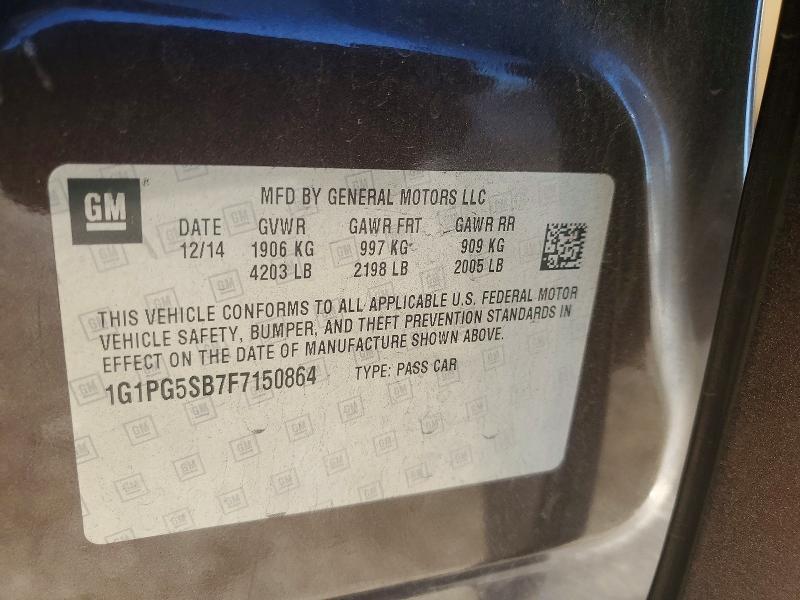 GM
MFD BY GENERAL MOTORS LLC
DATE GVWR GAWR FRT GAWR RR
12/14 1906 KG 997 KG 909 KG
4203 LB 2198 LB 2005 LB
THIS VEHICLE CONFORMS TO ALL APPLICABLE U.S. FEDERAL MOTOR
VEHICLE SAFETY, BUMPER, AND THEFT PREVENTION STANDARDS IN
EFFECT ON THE DATE OF MANUFACTURE SHOWN ABOVE.
1G1PG5SB7F7150864 TYPE: PASS CAR